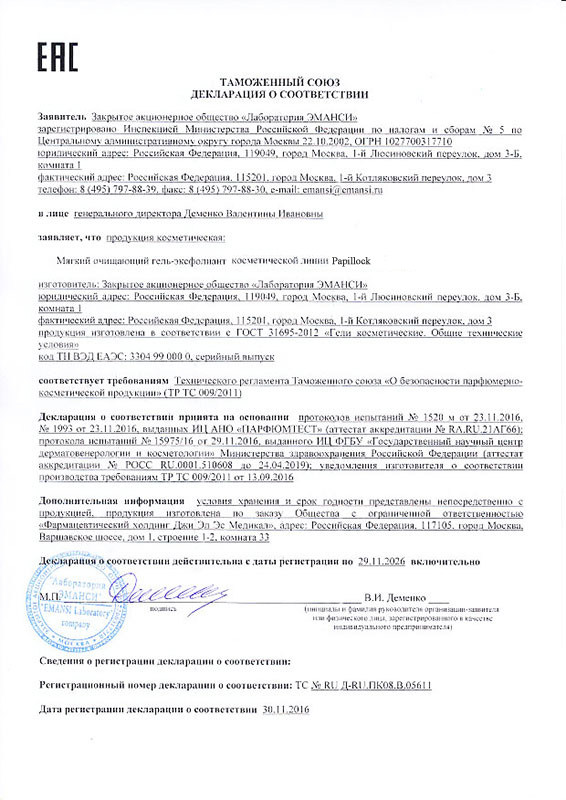 ЕАС
ТАМОЖЕННЫЙ СОЮЗ
ДЕКЛАРАЦИЯ О СООТВЕТСТВИИ
Заявитель Закрытое акционерное общество «Лаборатория ЭМАНСИ»
зарегистрировано Инспекцией Министерства Российской Федерации по налогам и сборам № 5 по
Центральному административному округу города Москвы 22.10.2002, ОГРН 1027700317710
юридический адрес: Российская Федерация, 119049, город Москва, 1-й Люсиновский переулок, дом 3-Б,
комната 1
фактический адрес: Российская Федерация, 115201, город Москва, 1-й Котляковский переулок, дом 3
телефон: 8 (495) 797-88-39, факс: 8 (495) 797-88-30, e-mail: emansi@emansi.ru
в лице генерального директора Деменко Валентины Ивановны
заявляет, что продукция косметическая:
Мягкий очищающий гель-эксфолиант косметической линии Papillock
изготовитель: Закрытое акционерное общество «Лаборатория ЭМАНСИ»
юридический адрес: Российская Федерация, 119049, город Москва, 1-й Люсиновский переулок, дом 3-Б,
комната 1
фактический адрес: Российская Федерация, 115201, город Москва, 1-й Котляковский переулок, дом 3
продукция изготовлена в соответствии с ГОСТ 31695-2012 «Гели косметические. Общие технические
условия»
код ТН ВЭД ЕАЭС: 3304 99 000 0, серийный выпуск
соответствует требованиям Технического регламента Таможенного союза «О безопасности парфюмерно-
косметической продукции» (ТР ТС 009/2011)
Декларация о соответствии принята на основании протоколов испытаний № 1520 м от 23.11.2016,
№ 1993 от 23.11.2016, выданных ИЦ АНО «ПАРФЮМТЕСТ» (аттестат аккредитации № RA.RU.21АГ66);
протокола испытаний № 15975/16 от 29.11.2016, выданного ИЦ ФГБУ «Государственный научный центр
дерматовенерологии и косметологии» Министерства здравоохранения Российской Федерации (аттестат
аккредитации № РОСС RU.0001.510608 до 24.04.2019); уведомления изготовителя о соответствии
производства требованиям ТР ТС 009/2011 от 13.09.2016
Дополнительная информация условия хранения и срок годности представлены непосредственно с
продукцией, продукция изготовлена по заказу Общества с ограниченной ответственностью
«Фармацевтический холдинг Джи Эл Эс Медикал», адрес: Российская Федерация, 117105, город Москва,
Варшавское шоссе, дом 1, строение 1-2, комната 33
Декларация о соответствии действительна с даты регистрации по 29.11.2026 включительно
М.П.
В.И. Деменко
подпись
(инициалы и фамилия руководителя организации-заявителя
или физического лица, зарегистрированного в качестве
индивидуального предпринимателя)
"Лаборатория
ЭМАНСИ"
"EMANSI Laboratory"
company
МОСКВА
Сведения о регистрации декларации о соответствии:
Регистрационный номер декларации о соответствии: ТС № RU Д-RU.ПК08.В.05611
Дата регистрации декларации о соответствии 30.11.2016